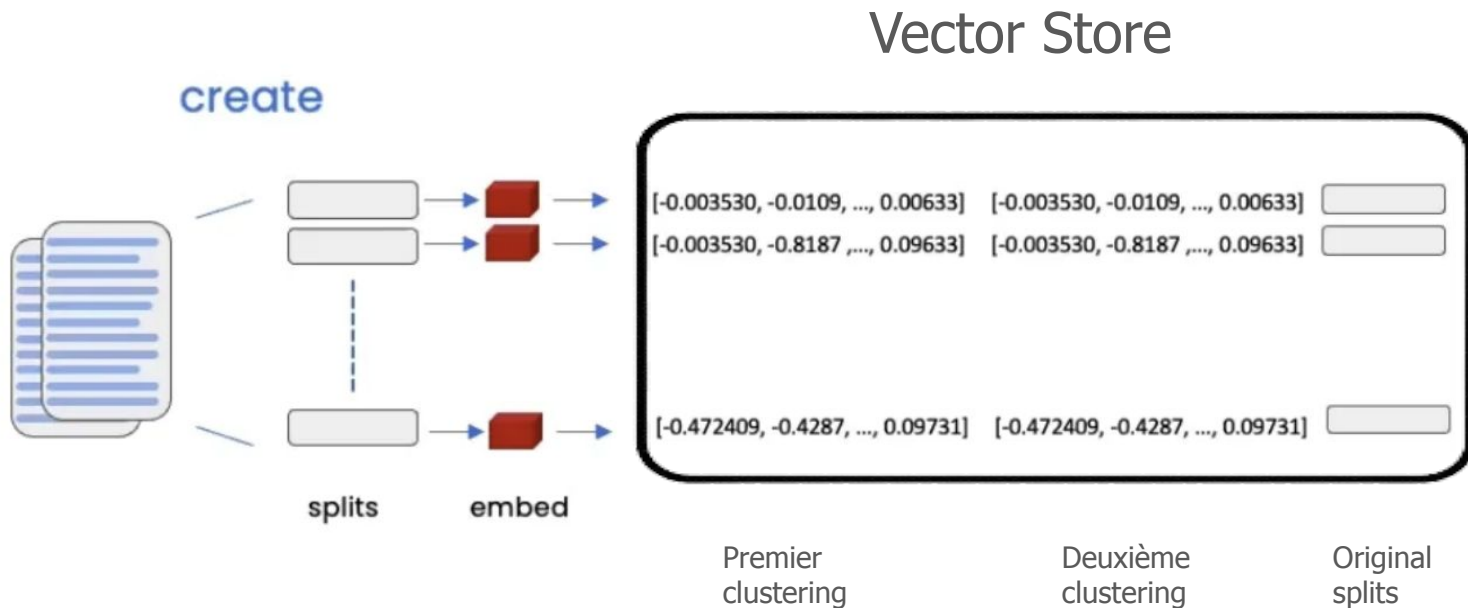 Vector Store
create
[-0.003530, -0.0109, ..., 0.00633] [-0.003530, -0.0109, ..., 0.00633]
[-0.003530, -0.8187 ,..., 0.09633] [-0.003530, -0.8187 ,..., 0.09633]
[-0.472409, -0.4287, ..., 0.09731] [-0.472409, -0.4287, ..., 0.09731]
splits embed
Premier
clustering
Deuxième
clustering
Original
splits